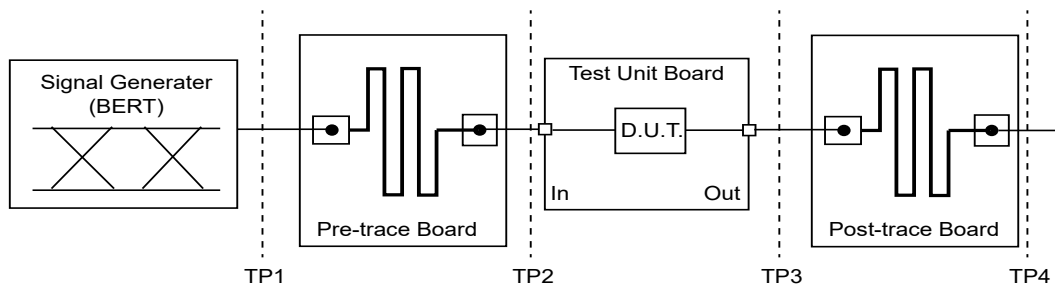 Signal Generater
(BERT)
Pre-trace Board
Test Unit Board
D.U.T.
In
Out
Post-trace Board
TP1
TP2
TP3
TP4